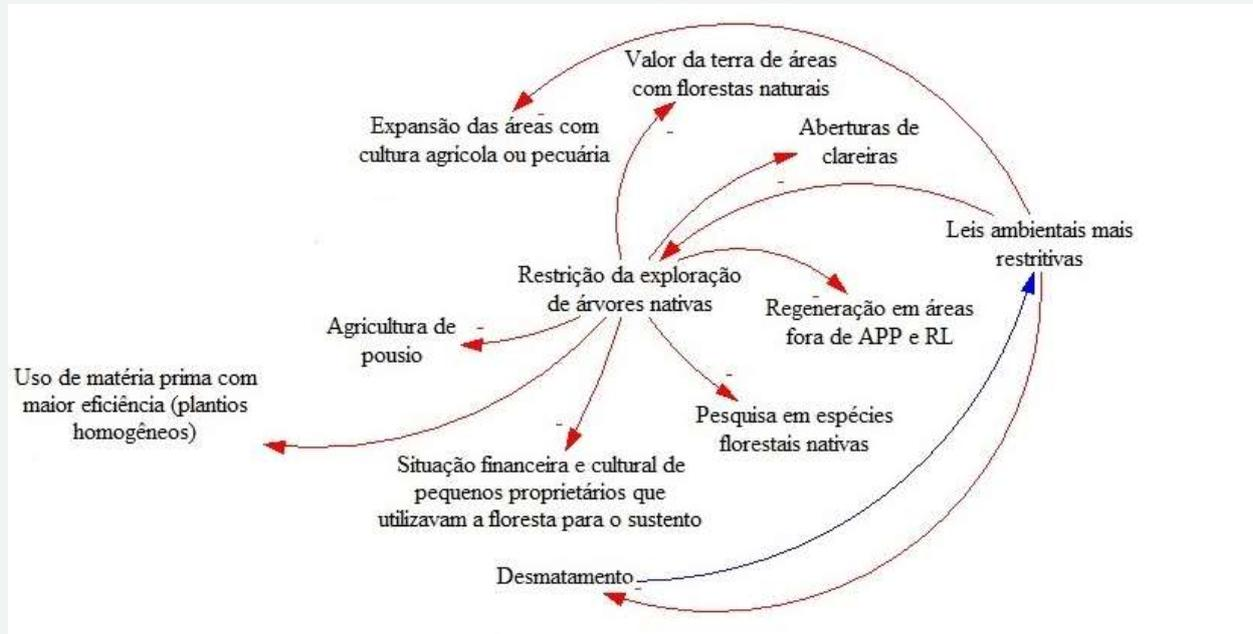 Valor da terra de áreas
com florestas naturais
Expansão das áreas com
cultura agrícola ou pecuária
Aberturas de
clareiras
Leis ambientais mais
restritivas
Restrição da exploração
de árvores nativas
Regeneração em áreas
fora de APP e RL
Agricultura de
pousio
Uso de matéria prima com
maior eficiência (plantios
homogêneos)
Pesquisa em espécies
florestais nativas
Situação financeira e cultural de
pequenos proprietários que
utilizavam a floresta para o sustento
Desmatamento